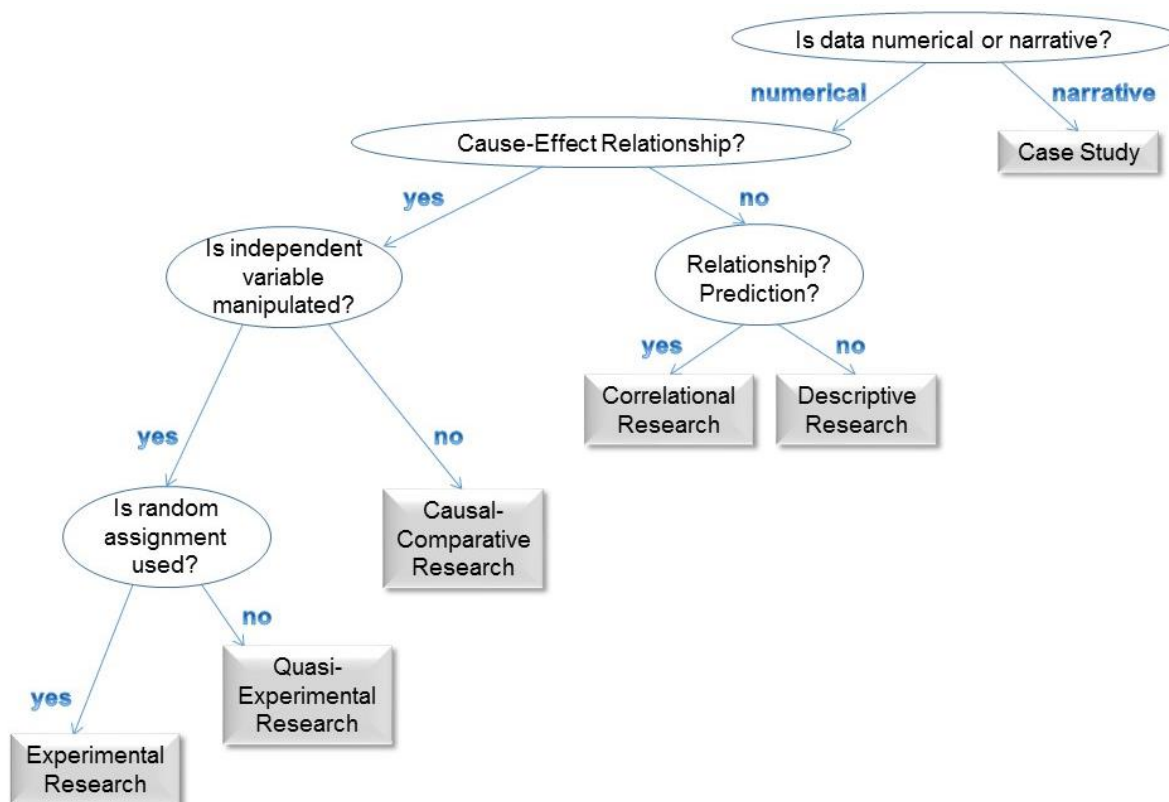 Is data numerical or narrative?
numerical
narrative
Cause-Effect Relationship?
Case Study
yes
no
Is independent
variable
manipulated?
Relationship?
Prediction?
yes
no
Correlational
Research
Descriptive
Research
yes
no
Is random
assignment
used?
Causal-
Comparative
Research
yes
no
Quasi-
Experimental
Research
Experimental
Research